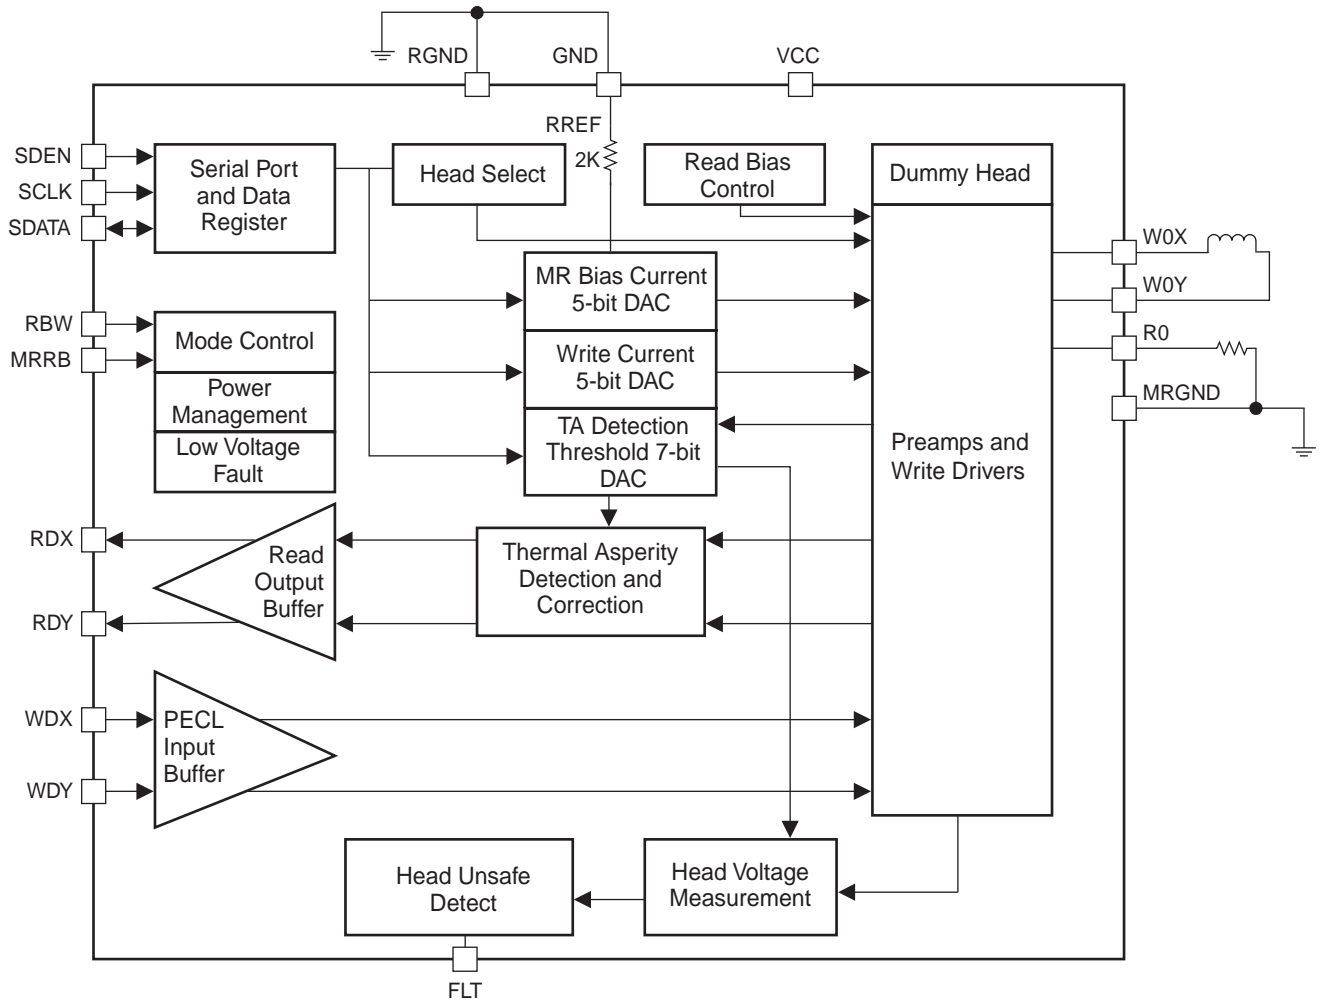 RGND
GND
VCC
RREF
2K
SDEN
SCLK
SDATA
Serial Port
and Data
Register
Head Select
Read Bias
Control
Dummy Head
W0X
W0Y
R0
MRGND
MR Bias Current
5-bit DAC
Write Current
5-bit DAC
TA Detection
Threshold 7-bit
DAC
RBW
MRRB
Mode Control
Power
Management
Low Voltage
Fault
Preamps and
Write Drivers
RDX
RDY
Read
Output
Buffer
Thermal Asperity
Detection and
Correction
WDX
WDY
PECL
Input
Buffer
Head Unsafe
Detect
Head Voltage
Measurement
FLT